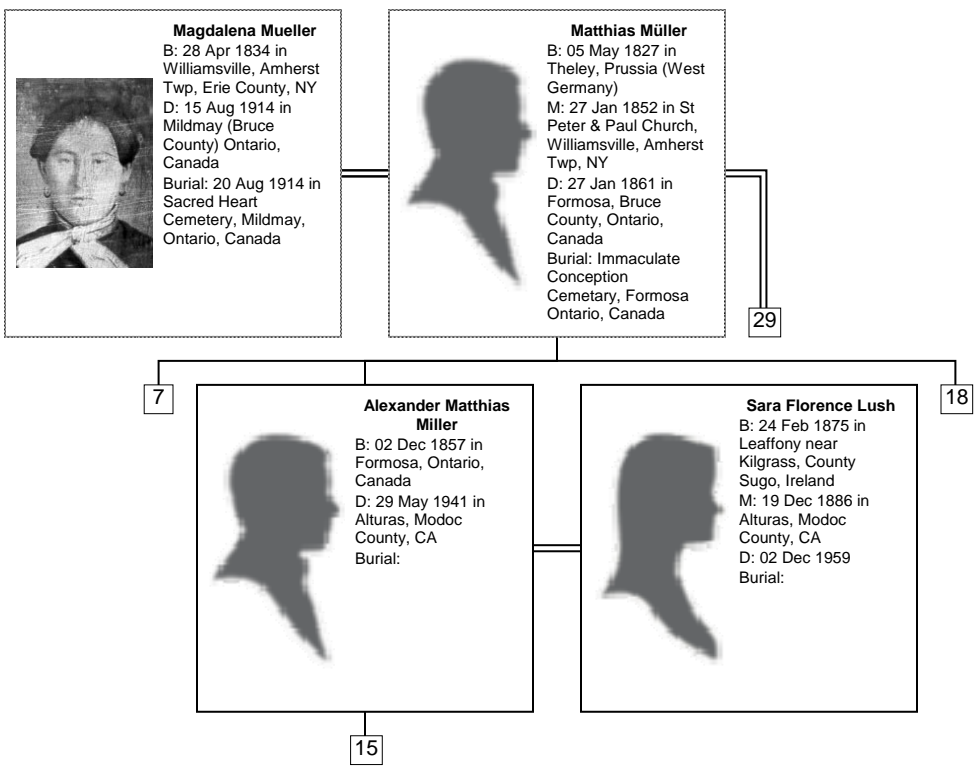 Magdalena Mueller
B: 28 Apr 1834 in
Williamsville, Amherst
Twp, Erie County, NY
D: 15 Aug 1914 in
Mildmay (Bruce
County) Ontario,
Canada
Burial: 20 Aug 1914 in
Sacred Heart
Cemetery, Mildmay,
Ontario, Canada
Matthias Müller
B: 05 May 1827 in
Theley, Prussia (West
Germany)
M: 27 Jan 1852 in St
Peter & Paul Church,
Williamsville, Amherst
Twp, NY
D: 27 Jan 1861 in
Formosa, Bruce
County, Ontario,
Canada
Burial: Immaculate
Conception
Cemetary, Formosa
Ontario, Canada
29
7
18
Alexander Matthias
Miller
B: 02 Dec 1857 in
Formosa, Ontario,
Canada
D: 29 May 1941 in
Alturas, Modoc
County, CA
Burial:
Sara Florence Lush
B: 24 Feb 1875 in
Leaffony near
Kilgrass, County
Sugo, Ireland
M: 19 Dec 1886 in
Alturas, Modoc
County, CA
D: 02 Dec 1959
Burial:
15